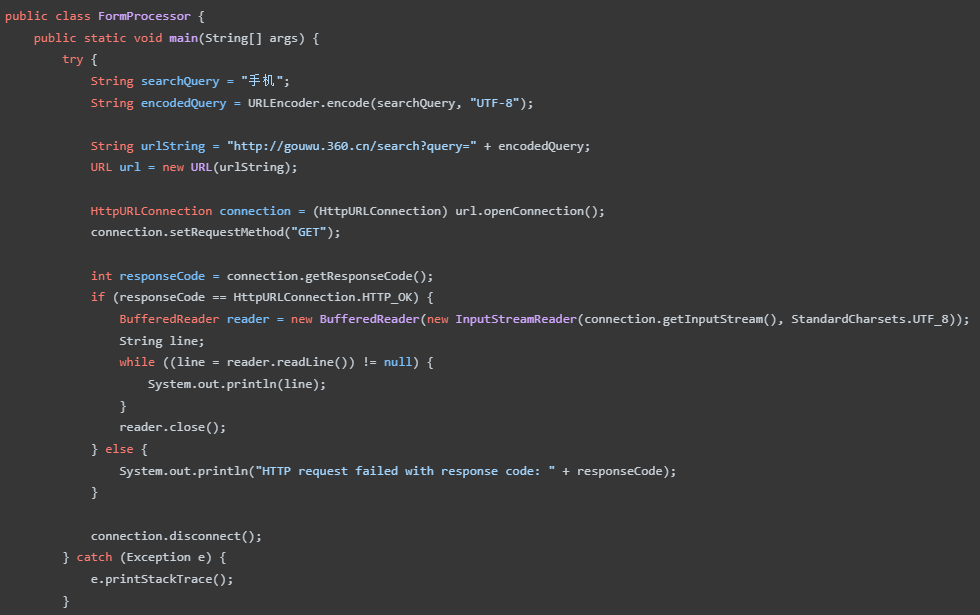 public class FormProcessor {
    public static void main(String[] args) {
        try {
            String searchQuery = "手机";
            String encodedQuery = URLEncoder.encode(searchQuery, "UTF-8");

            String urlString = "http://gouwu.360.cn/search?query=" + encodedQuery;
            URL url = new URL(urlString);

            HttpURLConnection connection = (HttpURLConnection) url.openConnection();
            connection.setRequestMethod("GET");

            int responseCode = connection.getResponseCode();
            if (responseCode == HttpURLConnection.HTTP_OK) {
                BufferedReader reader = new BufferedReader(new InputStreamReader(connection.getInputStream(), StandardCharsets.UTF_8));
                String line;
                while ((line = reader.readLine()) != null) {
                    System.out.println(line);
                }
                reader.close();
            } else {
                System.out.println("HTTP request failed with response code: " + responseCode);
            }

            connection.disconnect();
        } catch (Exception e) {
            e.printStackTrace();
        }